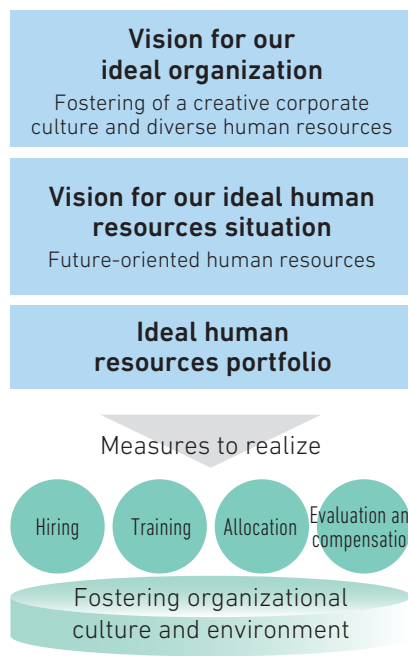 Vision for our
ideal organization
Fostering of a creative corporate
culture and diverse human resources
Vision for our ideal human
resources situation
Future-oriented human resources
Ideal human
resources portfolio
Measures to realize
Hiring
Training
Allocation
Evaluation an
compensatio
Fostering organizational
culture and environment